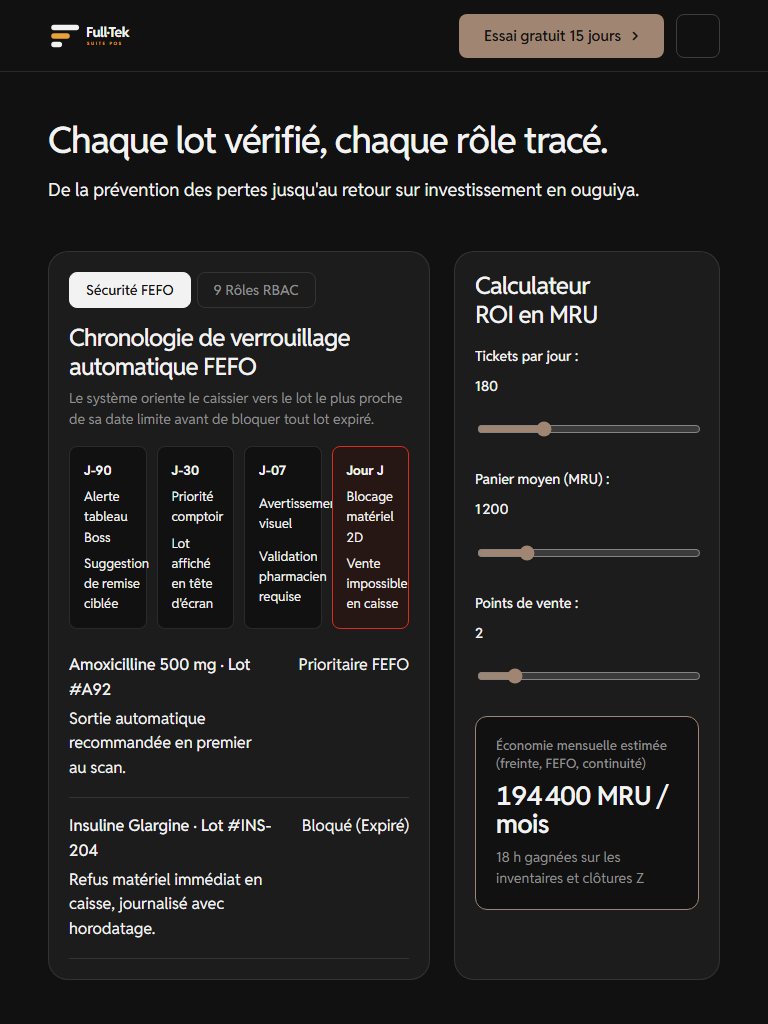 Full-Tek
SUITE POS
Essai gratuit 15 jours
Chaque lot vérifié, chaque rôle tracé.
De la prévention des pertes jusqu'au retour sur investissement en ouguiya.
Sécurité FEFO
9 Rôles RBAC
Chronologie de verrouillage
automatique FEFO
Le système oriente le caissier vers le lot le plus proche
de sa date limite avant de bloquer tout lot expiré.
J-90
Alerte
tableau
Boss
Suggestion
de remise
ciblée
J-30
Priorité
comptoir
Lot
affiché
en tête
d'écran
J-07
Avertissemen
visuel
Validation
pharmacien
requise
Jour J
Blocage
matériel
2D
Vente
impossible
en caisse
Amoxicilline 500 mg · Lot
#A92
Prioritaire FEFO
Sortie automatique
recommandée en premier
au scan.
Insuline Glargine · Lot #INS-
204
Bloqué (Expiré)
Refus matériel immédiat en
caisse, journalisé avec
horodatage.
Calculateur
ROI en MRU
Tickets par jour :
180
Panier moyen (MRU) :
1 200
Points de vente :
2
Économie mensuelle estimée
(freinte, FEFO, continuité)
194 400 MRU /
mois
18 h gagnées sur les
inventaires et clôtures Z